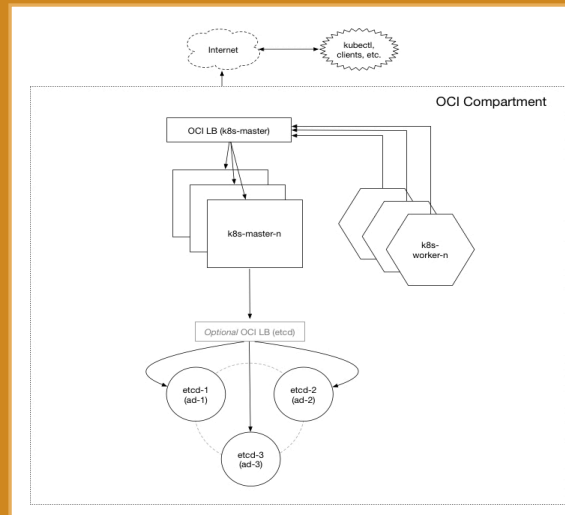 Internet
kubectl,
clients, etc.
OCI Compartment
OCI LB (k8s-master)
k8s-master-n
k8s-
worker-n
Optional OCI LB (etcd)
etcd-1
(ad-1)
etcd-2
(ad-2)
etcd-3
(ad-3)